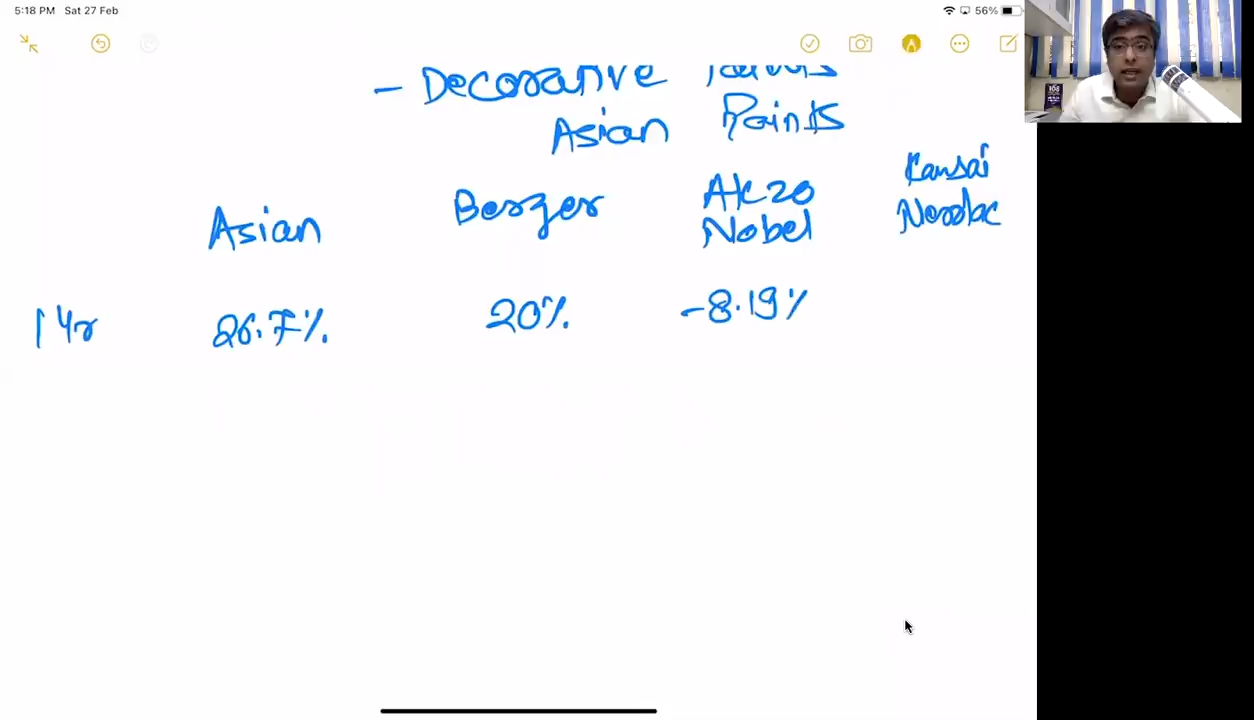 5:18 PM Sat 27 Feb 56%
- Decorative
Asian Paints
Asian Berger Akzo Nobel Kansai Nerolac
1 Yr 26.7% 20% -8.19%